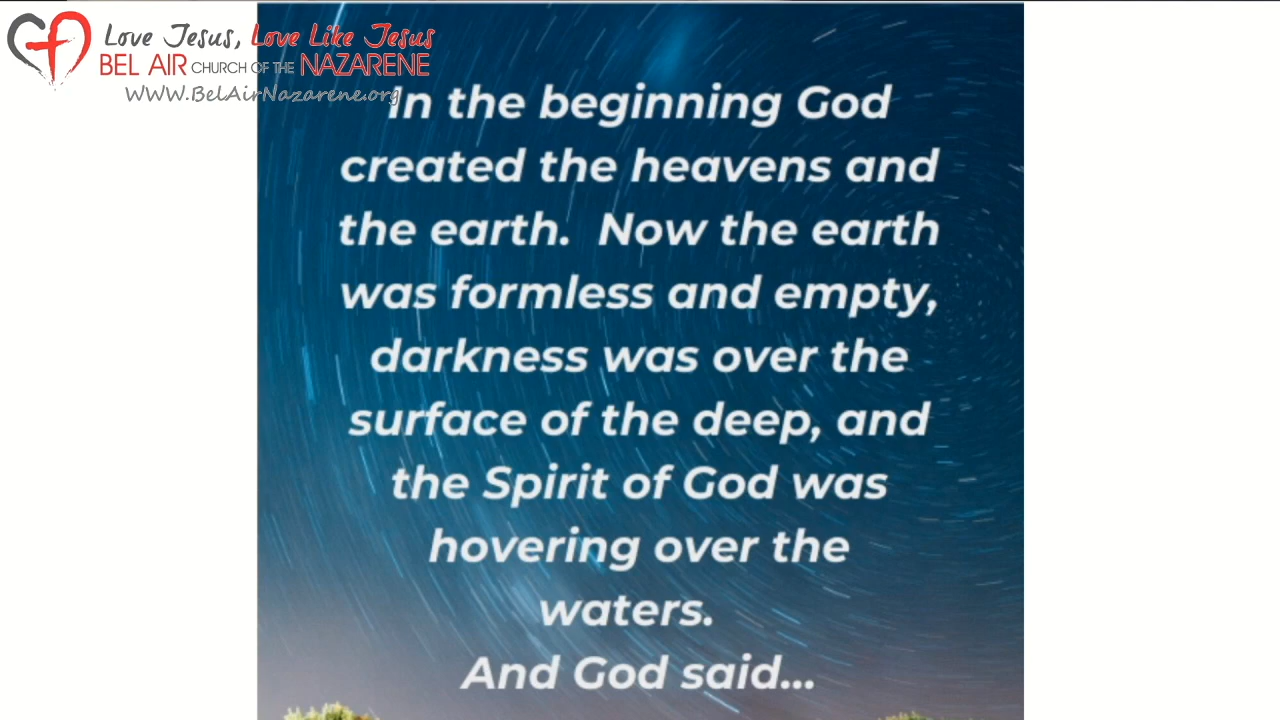 Love Jesus, Love Like Jesus
BEL AIR CHURCH OF THE NAZARENE
WWW.BelAirNazarene.org
In the beginning God
created the heavens and
the earth.  Now the earth
was formless and empty,
darkness was over the
surface of the deep, and
the Spirit of God was
hovering over the
waters.
And God said...